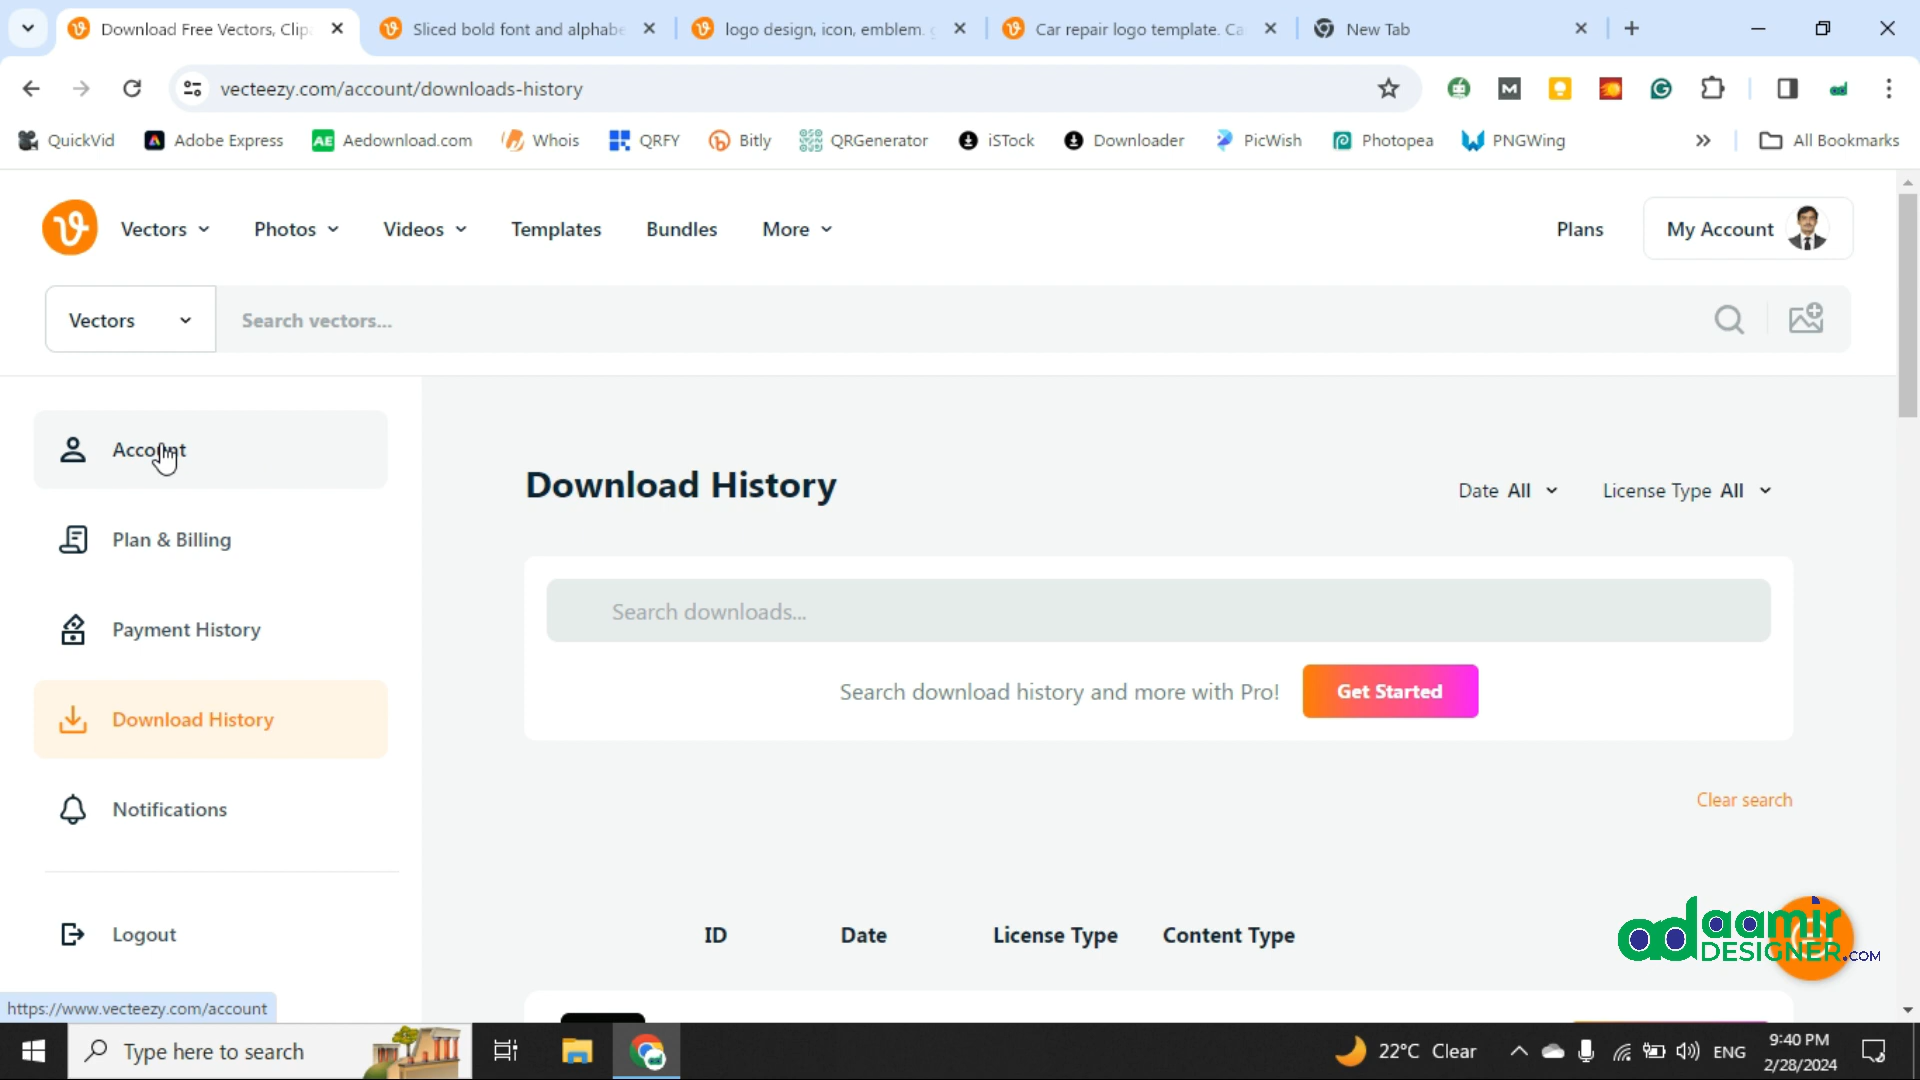 Download Free Vectors, Clip
Sliced bold font and alphabe
logo design, icon, emblem. g
Car repair logo template. Ca
New Tab
vecteezy.com/account/downloads-history
QuickVid
Adobe Express
AE
Aedownload.com
Whois
QRFY
Bitly
QRGenerator
iSTock
Downloader
PicWish
Photopea
PNGWing
All Bookmarks
Vectors
Photos
Videos
Templates
Bundles
More
Plans
My Account
Vectors
Search vectors...
Account
Plan & Billing
Payment History
Download History
Notifications
Logout
Download History
Date All
License Type All
Search downloads...
Search download history and more with Pro!
Get Started
Clear search
ID
Date
License Type
Content Type
adaamir
DESIGNER.COM
https://www.vecteezy.com/account
Type here to search
22°C Clear
ENG
9:40 PM
2/28/2024